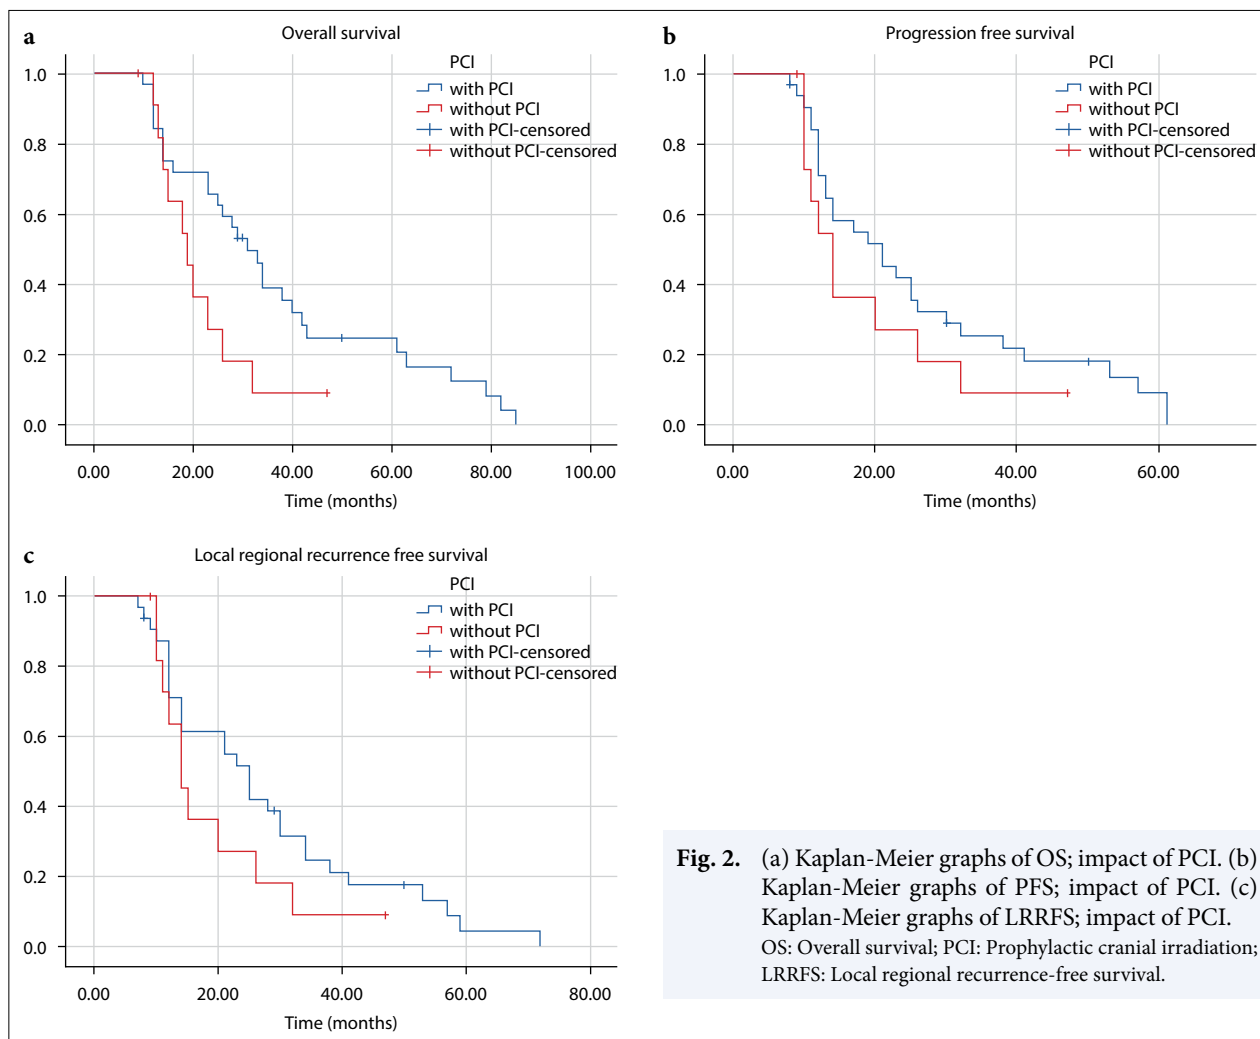 a
Overall survival
PCI
with PCI
without PCI
with PCI-censored
without PCI-censored
1.0
0.8
0.6
0.4
0.2
0.0
0.00 20.00 40.00 60.00 80.00 100.00
Time (months)
b
Progression free survival
PCI
with PCI
without PCI
with PCI-censored
without PCI-censored
1.0
0.8
0.6
0.4
0.2
0.0
0.00 20.00 40.00 60.00
Time (months)
c
Local regional recurrence free survival
PCI
with PCI
without PCI
with PCI-censored
without PCI-censored
1.0
0.8
0.6
0.4
0.2
0.0
0.00 20.00 40.00 60.00 80.00
Time (months)
Fig. 2. (a) Kaplan-Meier graphs of OS; impact of PCI. (b)
Kaplan-Meier graphs of PFS; impact of PCI. (c)
Kaplan-Meier graphs of LRRFS; impact of PCI.
OS: Overall survival; PCI: Prophylactic cranial irradiation;
LRRFS: Local regional recurrence-free survival.